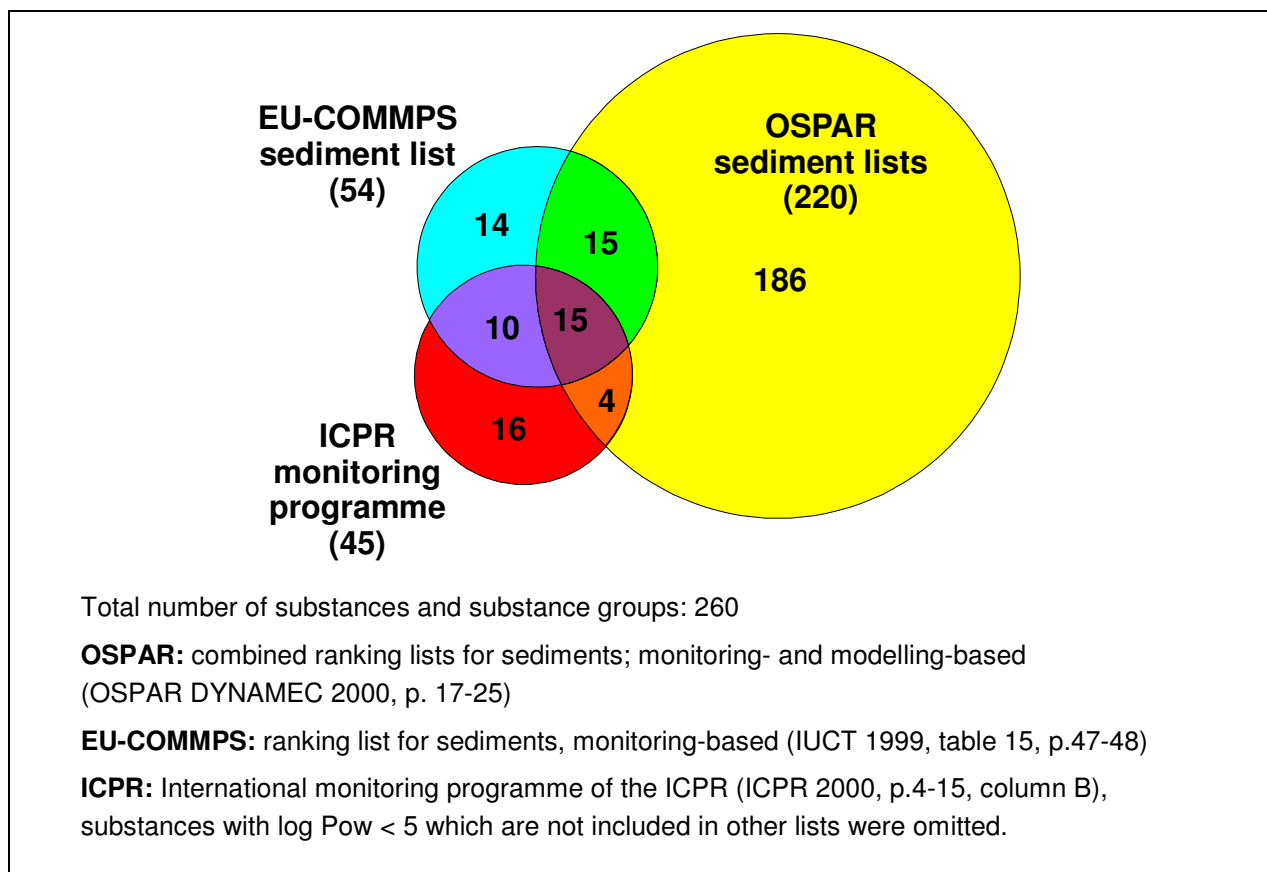 EU-COMMPS
sediment list
(54)
OSPAR
sediment lists
(220)
14
15
186
10
15
4
16
ICPR
monitoring
programme
(45)
Total number of substances and substance groups: 260
OSPAR: combined ranking lists for sediments; monitoring- and modelling-based
(OSPAR DYNAMEC 2000, p. 17-25)
EU-COMMPS: ranking list for sediments, monitoring-based (IUCT 1999, table 15, p.47-48)
ICPR: International monitoring programme of the ICPR (ICPR 2000, p.4-15, column B),
substances with log Pow < 5 which are not included in other lists were omitted.